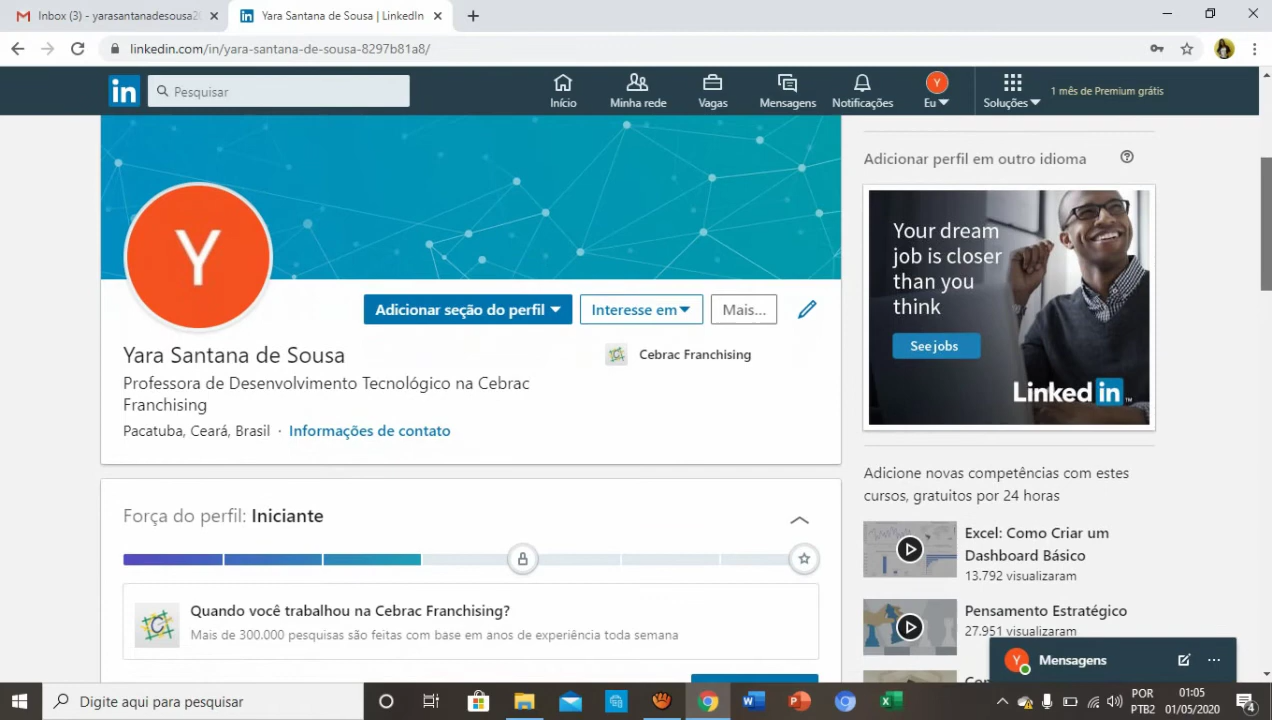 Inbox (3) - yarasantanadesousa2
Yara Santana de Sousa | LinkedIn
linkedin.com/in/yara-santana-de-sousa-8297b81a8/
in
Pesquisar
Início
Minha rede
Vagas
Mensagens
Notificações
Y
Eu
Soluções
1 mês de Premium grátis
Y
Adicionar seção do perfil
Interesse em
Mais...
Yara Santana de Sousa
Cebrac Franchising
Professora de Desenvolvimento Tecnológico na Cebrac
Franchising
Pacatuba, Ceará, Brasil · Informações de contato
Força do perfil: Iniciante
Quando você trabalhou na Cebrac Franchising?
Mais de 300.000 pesquisas são feitas com base em anos de experiência toda semana
Adicionar perfil em outro idioma
Your dream
job is closer
than you
think
See jobs
Linked in
Adicione novas competências com estes
cursos, gratuitos por 24 horas
Excel: Como Criar um
Dashboard Básico
13.792 visualizaram
Pensamento Estratégico
27.951 visualizaram
Y
Mensagens
Digite aqui para pesquisar
POR
PTB2
01:05
01/05/2020
4